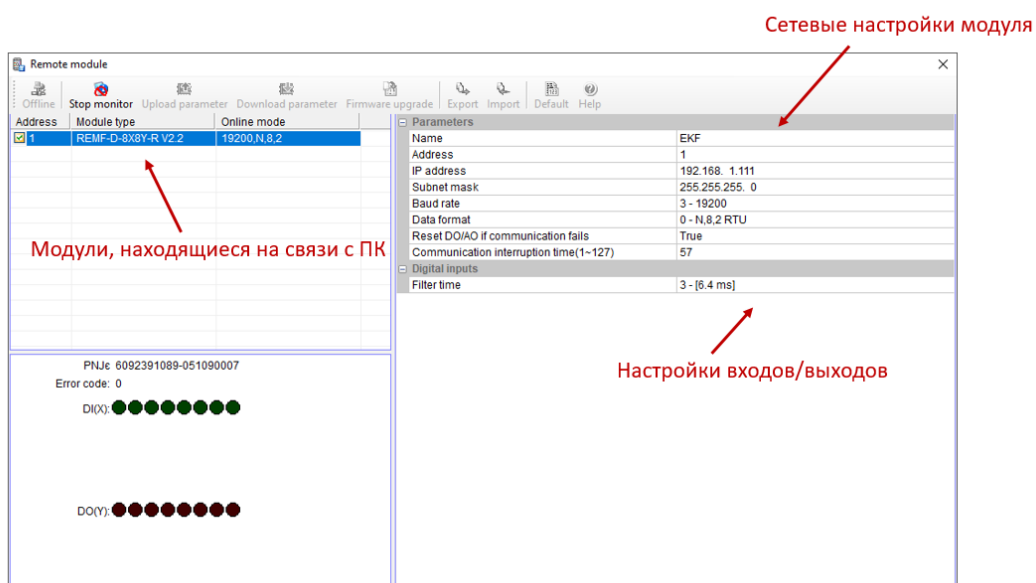 Сетевые настройки модуля
Remote module
Offline Stop monitor Upload parameter Download parameter Firmware upgrade Export Import Default Help
Address Module type Online mode
1 REMF-D-8X8Y-R V2.2 19200,N,8,2
Модули, находящиеся на связи с ПК
Parameters
Name EKF
Address 1
IP address 192.168. 1.111
Subnet mask 255.255.255. 0
Baud rate 3 - 19200
Data format 0 - N,8,2 RTU
Reset DO/AO if communication fails True
Communication interruption time(1~127) 57
Digital inputs
Filter time 3 - [6.4 ms]
Настройки входов/выходов
PNJє 6092391089-051090007
Error code: 0
DI(X):
DO(Y):